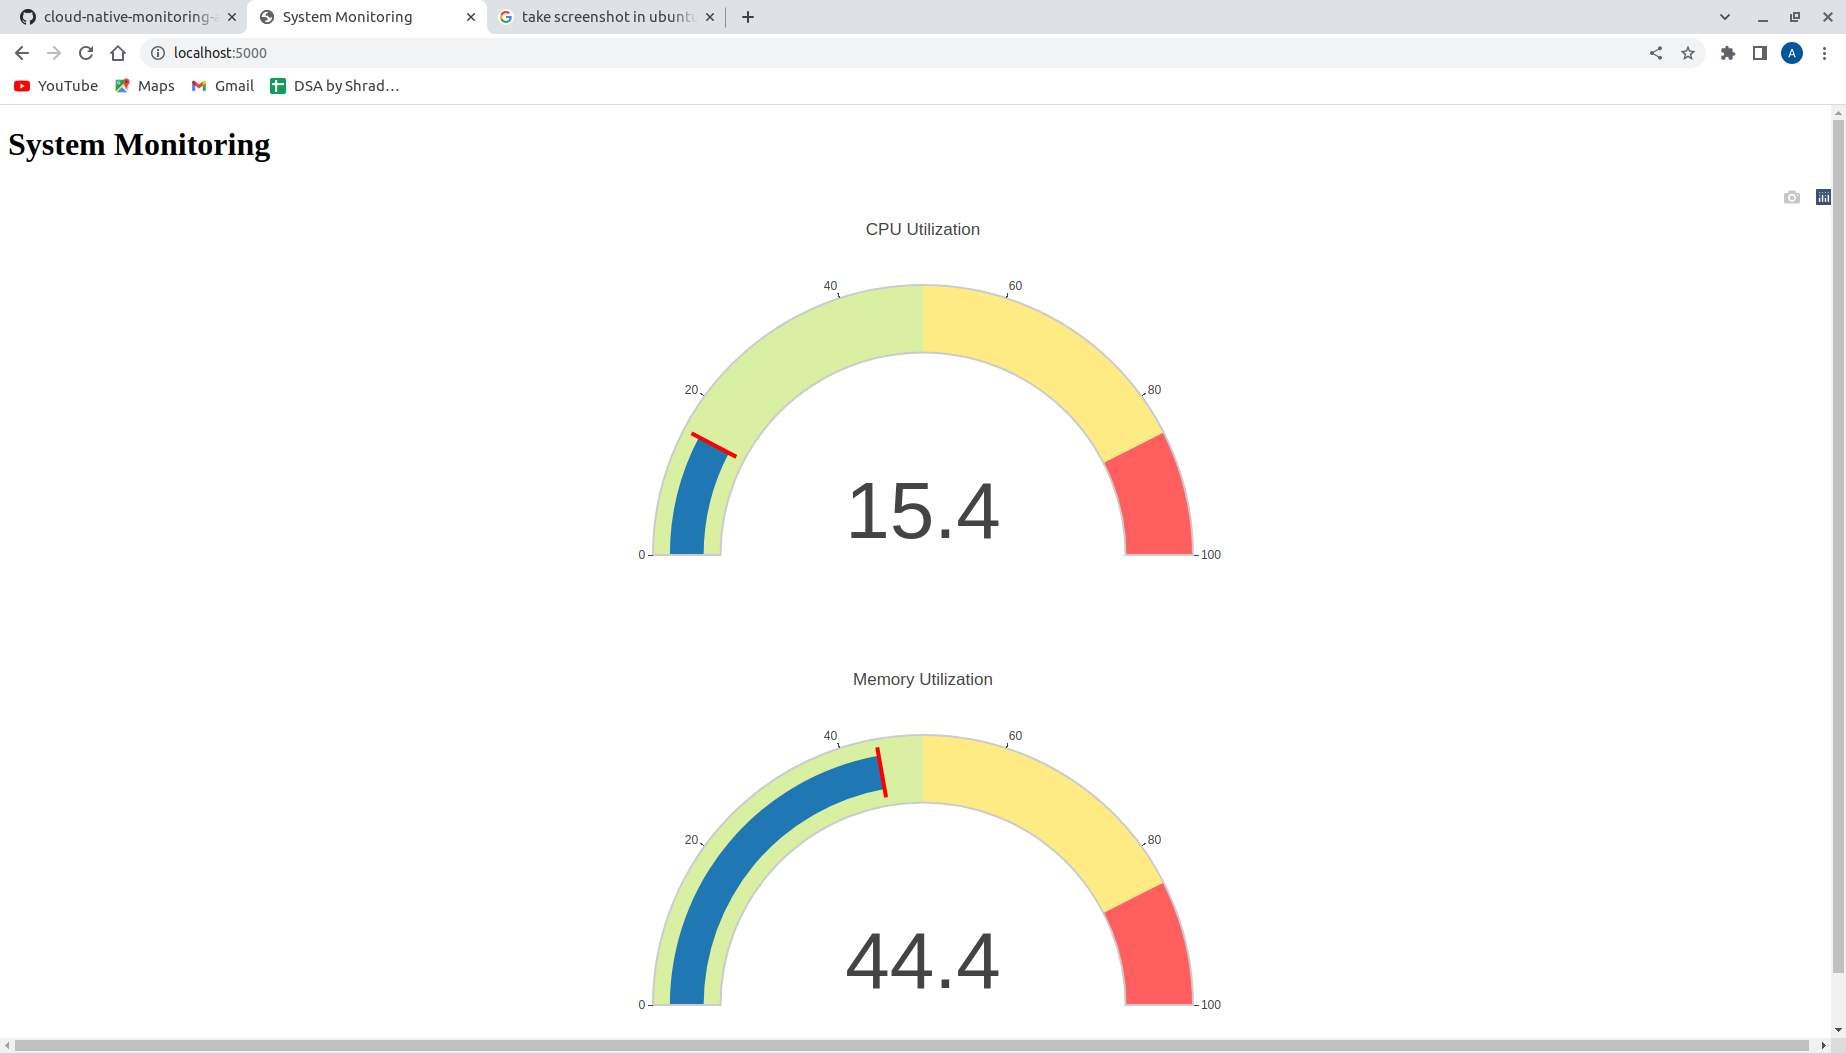 cloud-native-monitoring-
System Monitoring
take screenshot in ubuntu
localhost:5000
A
YouTube
Maps
Gmail
DSA by Shrad...
System Monitoring
CPU Utilization
40
60
20
80
15.4
0
100
Memory Utilization
40
60
20
80
44.4
0
100